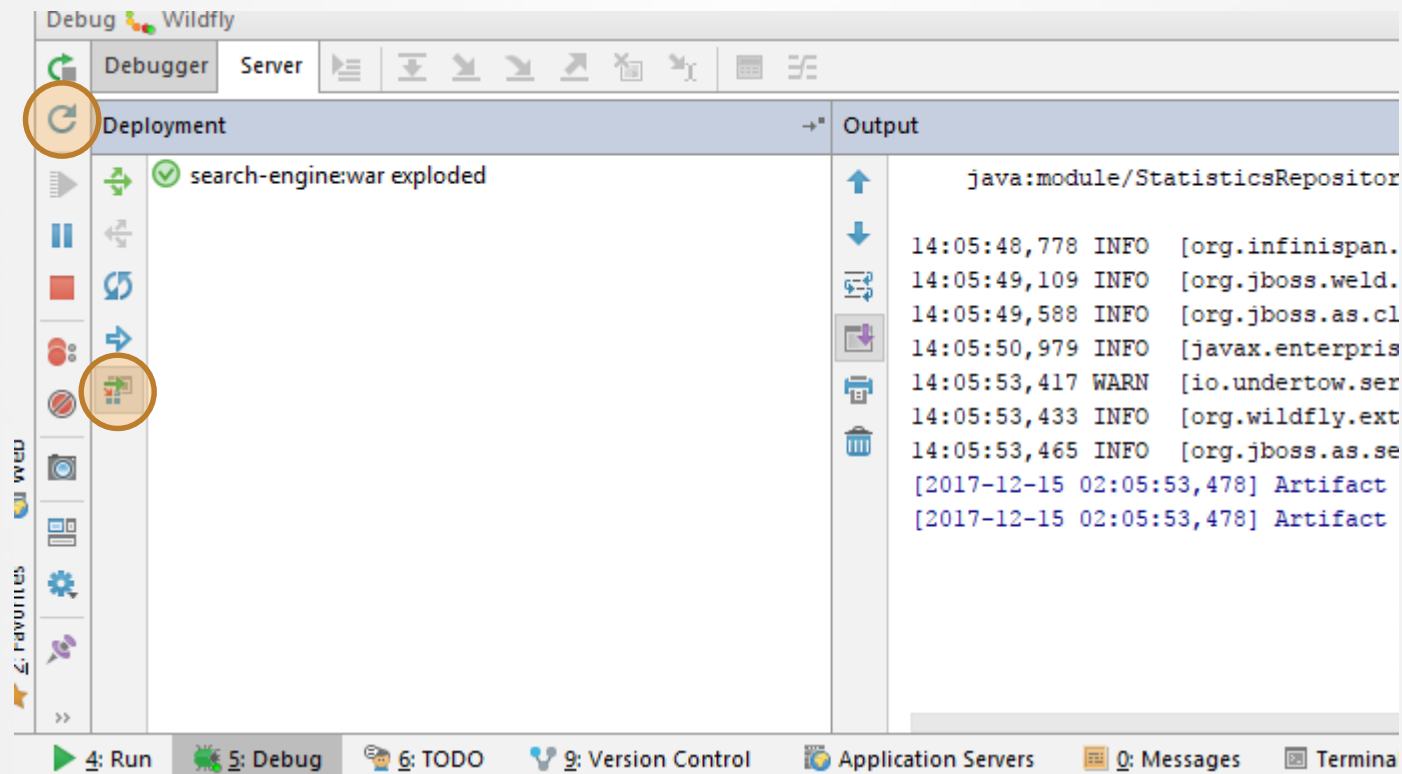 Debug Wildfly
Debugger Server
Deployment
Output
search-engine:war exploded
java:module/StatisticsRepositor
14:05:48,778 INFO [org.infinispan.
14:05:49,109 INFO [org.jboss.weld.
14:05:49,588 INFO [org.jboss.as.cl
14:05:50,979 INFO [javax.enterpris
14:05:53,417 WARN [io.undertow.ser
14:05:53,433 INFO [org.wildfly.ext
14:05:53,465 INFO [org.jboss.as.se
[2017-12-15 02:05:53,478] Artifact
[2017-12-15 02:05:53,478] Artifact
Web
2: Favorites
4: Run 5: Debug 6: TODO 9: Version Control Application Servers 0: Messages Termina